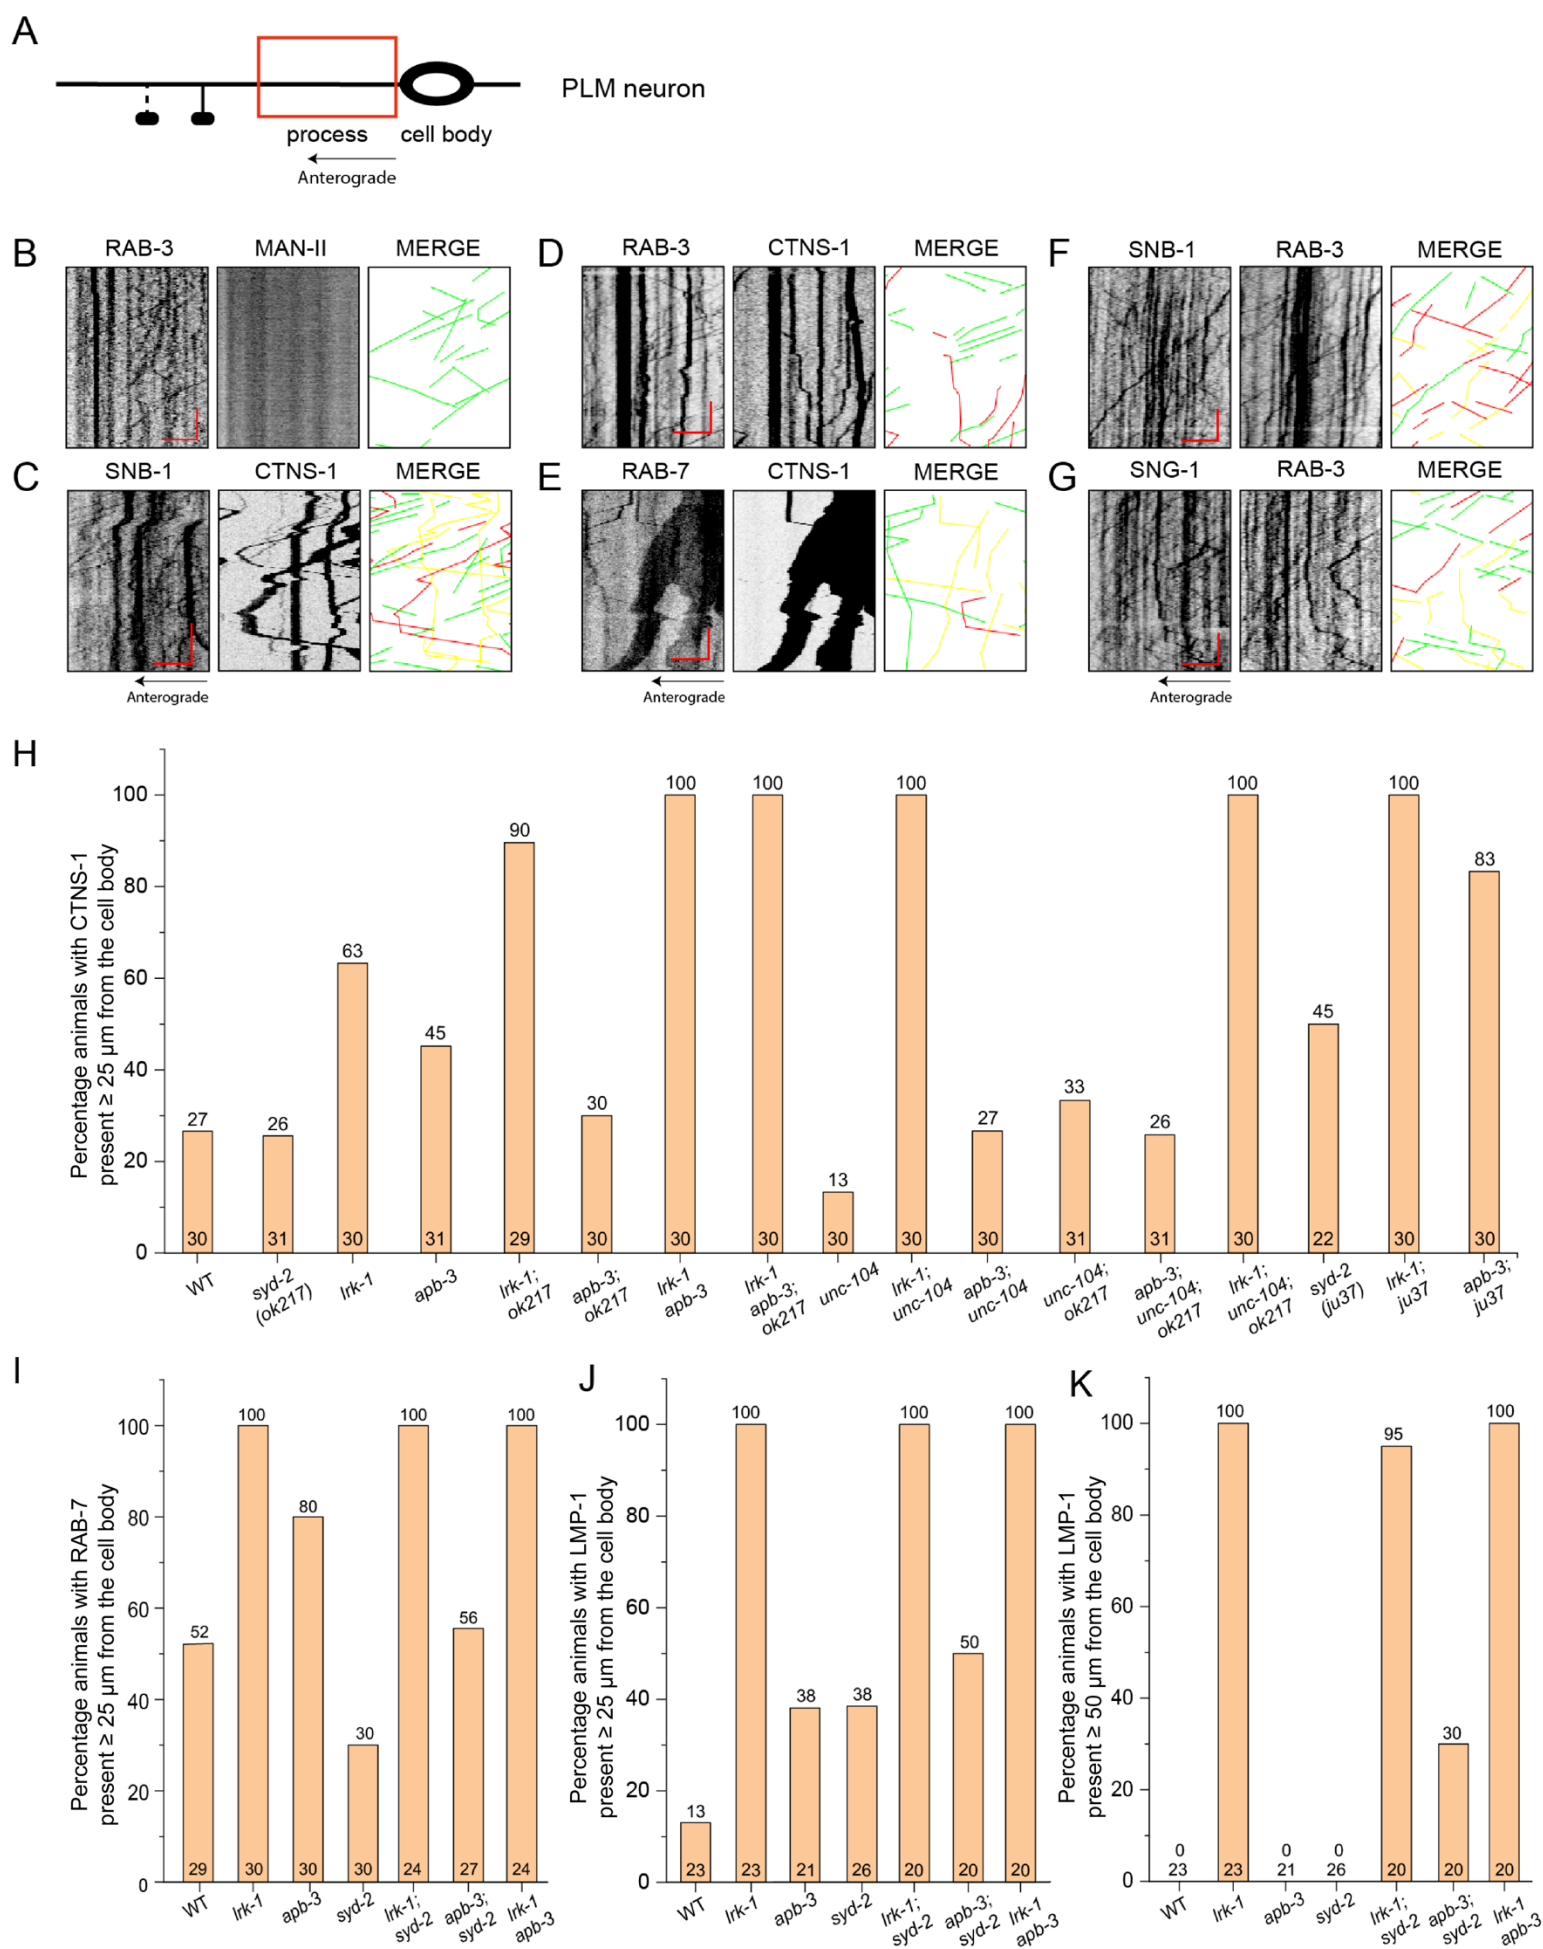 A
PLM neuron
process
cell body
Anterograde
B
RAB-3
MAN-II
MERGE
D
RAB-3
CTNS-1
MERGE
F
SNB-1
RAB-3
MERGE
C
SNB-1
CTNS-1
MERGE
Anterograde
E
RAB-7
CTNS-1
MERGE
Anterograde
G
SNG-1
RAB-3
MERGE
Anterograde
H
Percentage animals with CTNS-1
present ≥ 25 µm from the cell body
100
80
60
40
20
0
27
26
63
45
90
30
100
100
13
100
27
33
26
100
45
100
83
30
31
30
31
29
30
30
30
30
30
30
31
31
30
22
30
30
WT
syd-2
(ok217)
lrk-1
apb-3
lrk-1;
ok217
apb-3;
ok217
lrk-1
apb-3
lrk-1
apb-3;
ok217
unc-104
lrk-1;
unc-104
apb-3;
unc-104
unc-104;
ok217
apb-3;
unc-104;
ok217
lrk-1;
unc-104;
ok217
syd-2
(ju37)
lrk-1;
ju37
apb-3;
ju37
I
Percentage animals with RAB-7
present ≥ 25 µm from the cell body
100
80
60
40
20
0
52
100
80
30
100
56
100
29
30
30
30
24
27
24
WT
lrk-1
apb-3
syd-2
lrk-1;
syd-2
apb-3;
syd-2
lrk-1
apb-3
J
Percentage animals with LMP-1
present ≥ 25 µm from the cell body
100
80
60
40
20
0
13
100
38
38
100
50
100
23
23
21
26
20
20
20
WT
lrk-1
apb-3
syd-2
lrk-1;
syd-2
apb-3;
syd-2
lrk-1
apb-3
K
Percentage animals with LMP-1
present ≥ 50 µm from the cell body
100
80
60
40
20
0
0
100
0
0
95
30
100
23
23
21
26
20
20
20
WT
lrk-1
apb-3
syd-2
lrk-1;
syd-2
apb-3;
syd-2
lrk-1
apb-3